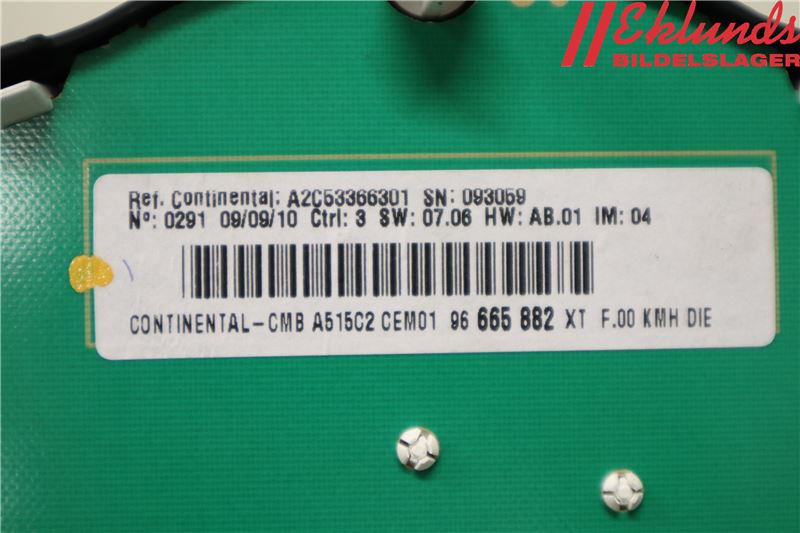 Eklunds
BILDELSLAGER
Ref. Continental: A2C53366301 SN: 093059
Nº: 0291 09/09/10 Ctrl: 3 SW: 07.06 HW: AB.01 IM: 04
CONTINENTAL-CMB A515C2 CEM01 96 665 882 XT F.00 KMH DIE